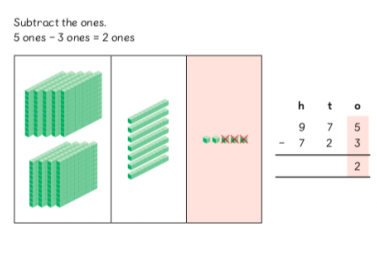 Subtract the ones.
5 ones − 3 ones = 2 ones
h t o
9 7 5
− 7 2 3
2